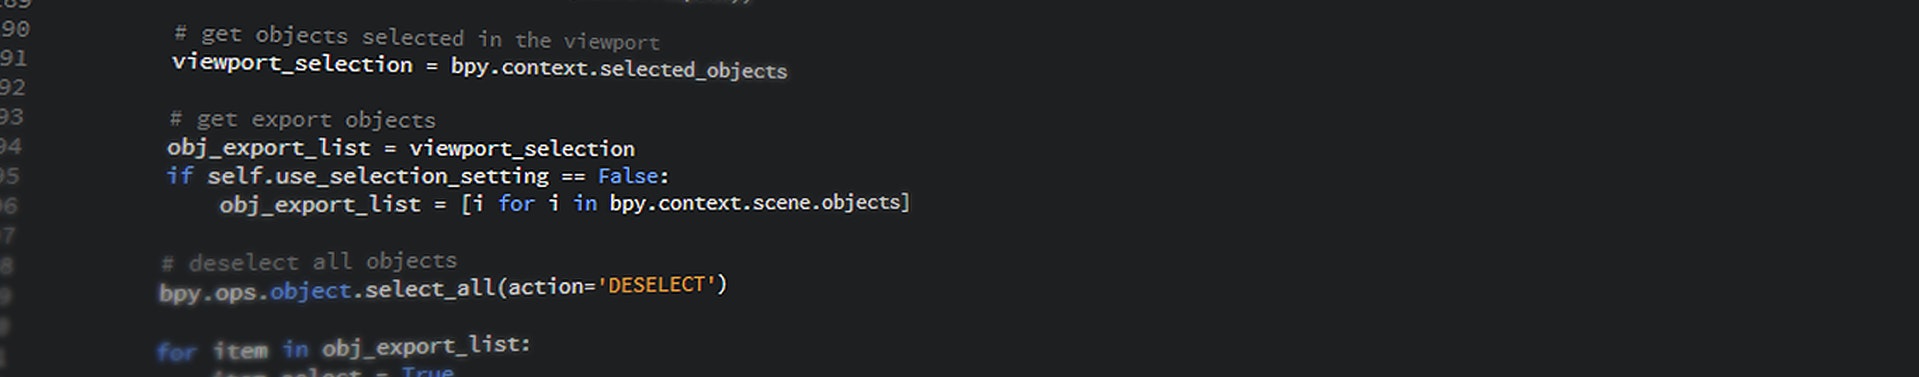 90 # get objects selected in the viewport
91 viewport_selection = bpy.context.selected_objects
92
93 # get export objects
94 obj_export_list = viewport_selection
95 if self.use_selection_setting == False:
96 obj_export_list = [i for i in bpy.context.scene.objects]
97
8 # deselect all objects
9 bpy.ops.object.select_all(action='DESELECT')
for item in obj_export_list:
item.select = True